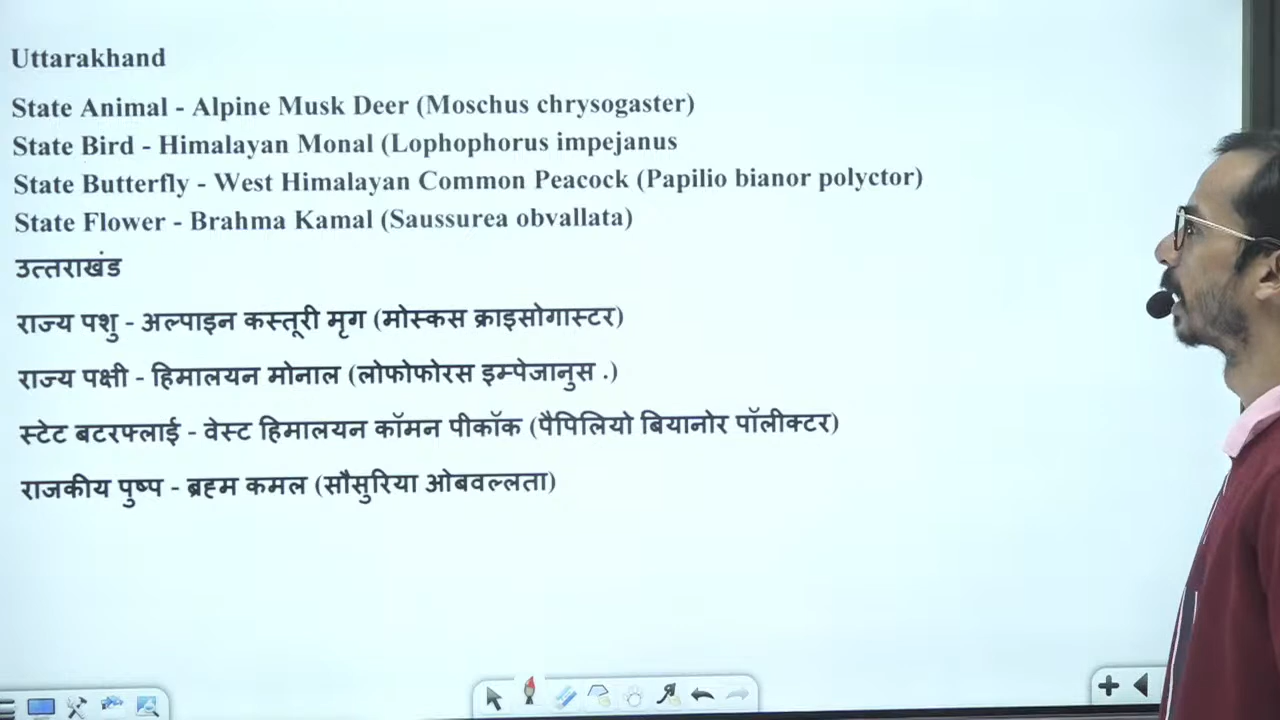 Uttarakhand
State Animal - Alpine Musk Deer (Moschus chrysogaster)
State Bird - Himalayan Monal (Lophophorus impejanus
State Butterfly - West Himalayan Common Peacock (Papilio bianor polyctor)
State Flower - Brahma Kamal (Saussurea obvallata)
उत्तराखंड
राज्य पशु - अल्पाइन कस्तूरी मृग (मोस्कस क्राइसोगास्टर)
राज्य पक्षी - हिमालयन मोनाल (लोफोफोरस इम्पेजानुस .)
स्टेट बटरफ्लाई - वेस्ट हिमालयन कॉमन पीकॉक (पैपिलियो बियानोर पॉलीक्टर)
राजकीय पुष्प - ब्रह्म कमल (सौसुरिया ओबवल्लता)